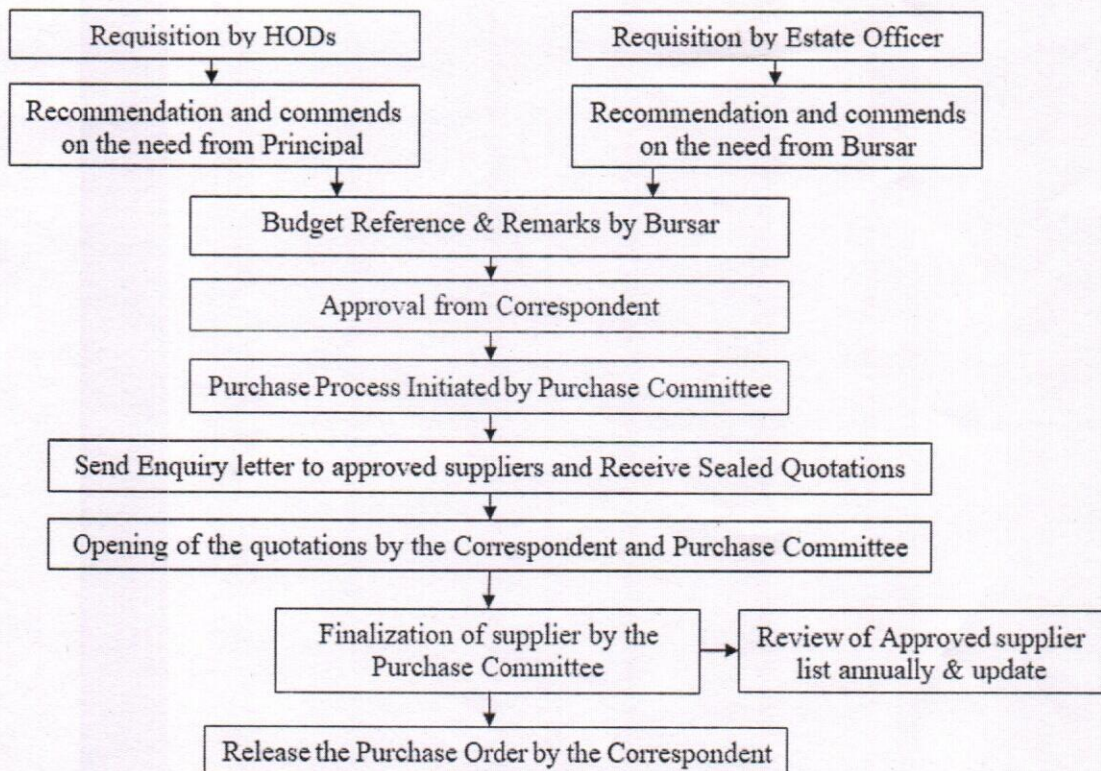 Requisition by HODs
Requisition by Estate Officer
Recommendation and commends
on the need from Principal
Recommendation and commends
on the need from Bursar
Budget Reference & Remarks by Bursar
Approval from Correspondent
Purchase Process Initiated by Purchase Committee
Send Enquiry letter to approved suppliers and Receive Sealed Quotations
Opening of the quotations by the Correspondent and Purchase Committee
Finalization of supplier by the
Purchase Committee
Review of Approved supplier
list annually & update
Release the Purchase Order by the Correspondent